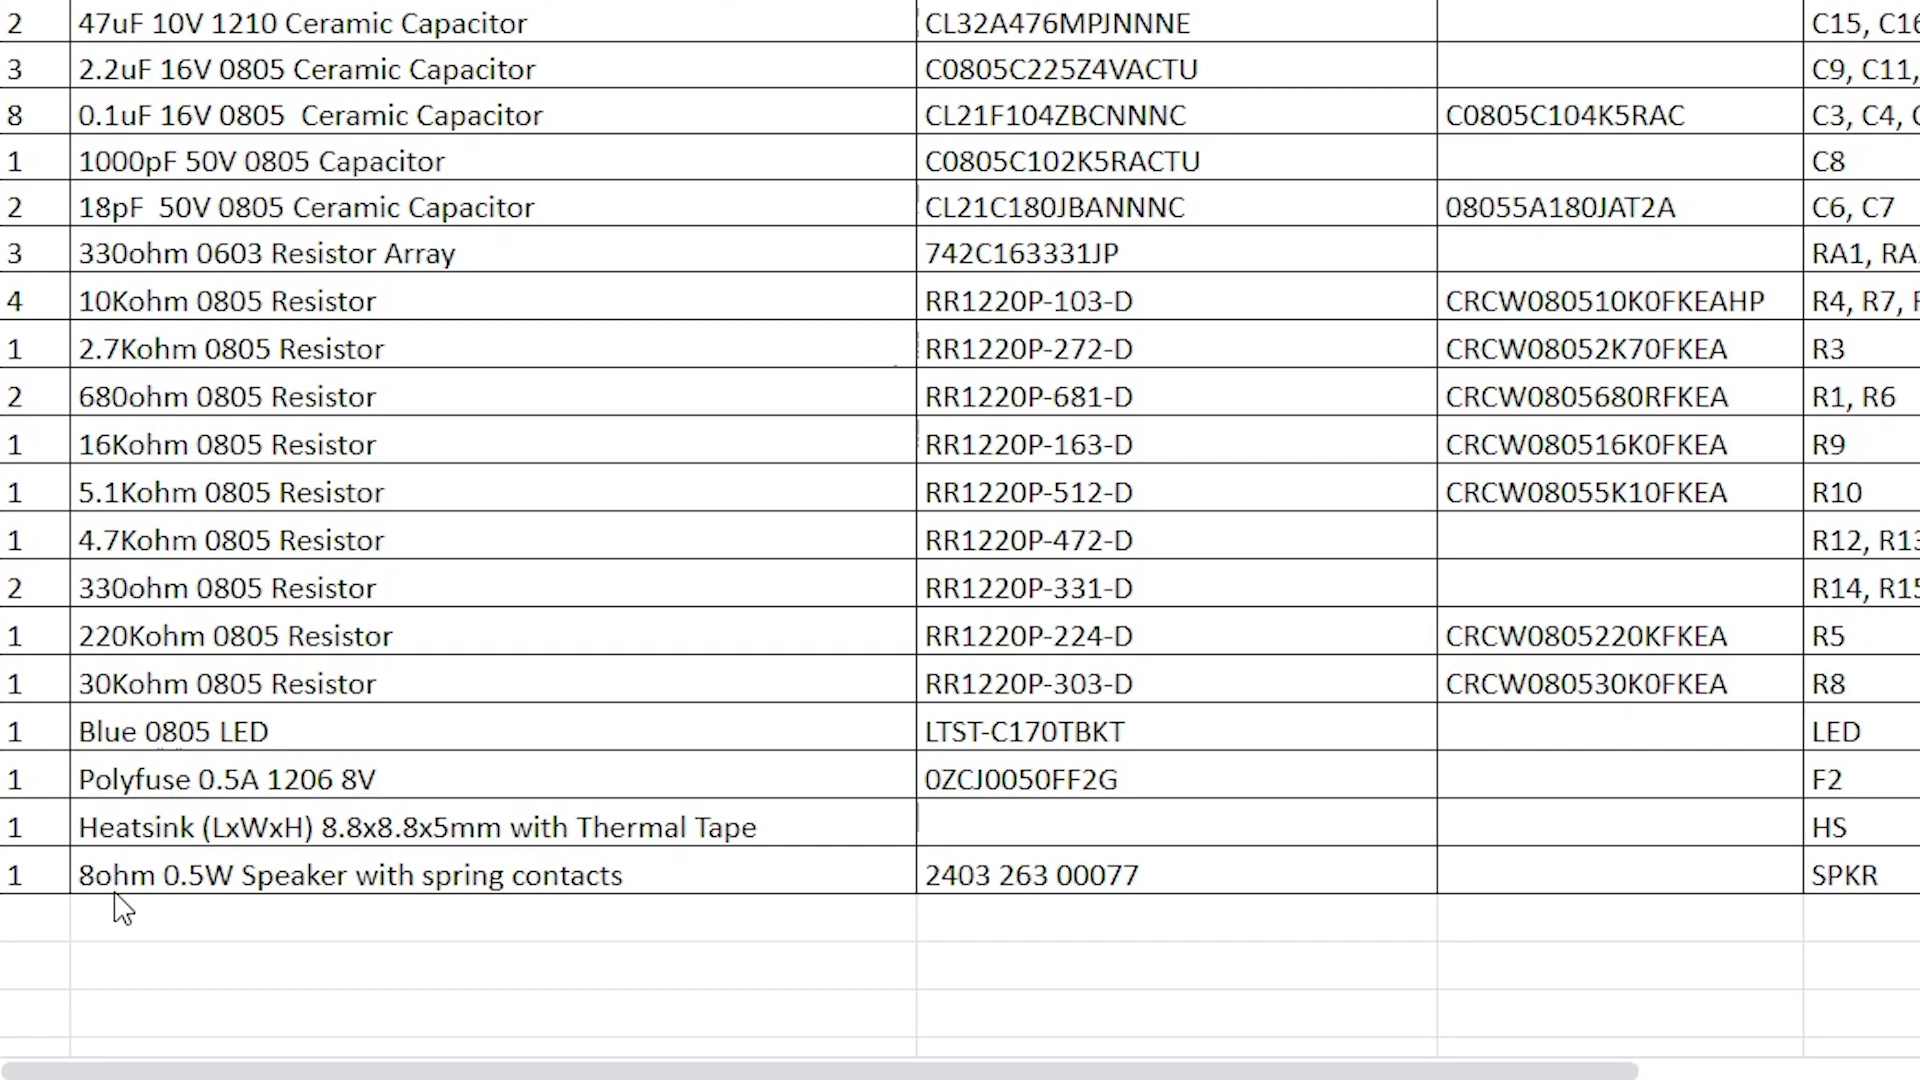 2 47uF 10V 1210 Ceramic Capacitor CL32A476MPJNNNE C15, C16
3 2.2uF 16V 0805 Ceramic Capacitor C0805C225Z4VACTU C9, C11,
8 0.1uF 16V 0805  Ceramic Capacitor CL21F104ZBCNNNC C0805C104K5RAC C3, C4,
1 1000pF 50V 0805 Capacitor C0805C102K5RACTU C8
2 18pF  50V 0805 Ceramic Capacitor CL21C180JBANNNC 08055A180JAT2A C6, C7
3 330ohm 0603 Resistor Array 742C163331JP RA1, RA
4 10Kohm 0805 Resistor RR1220P-103-D CRCW080510K0FKEAHP R4, R7,
1 2.7Kohm 0805 Resistor RR1220P-272-D CRCW08052K70FKEA R3
2 680ohm 0805 Resistor RR1220P-681-D CRCW0805680RFKEA R1, R6
1 16Kohm 0805 Resistor RR1220P-163-D CRCW080516K0FKEA R9
1 5.1Kohm 0805 Resistor RR1220P-512-D CRCW08055K10FKEA R10
1 4.7Kohm 0805 Resistor RR1220P-472-D R12, R13
2 330ohm 0805 Resistor RR1220P-331-D R14, R15
1 220Kohm 0805 Resistor RR1220P-224-D CRCW0805220KFKEA R5
1 30Kohm 0805 Resistor RR1220P-303-D CRCW080530K0FKEA R8
1 Blue 0805 LED LTST-C170TBKT LED
1 Polyfuse 0.5A 1206 8V 0ZCJ0050FF2G F2
1 Heatsink (LxWxH) 8.8x8.8x5mm with Thermal Tape HS
1 8ohm 0.5W Speaker with spring contacts 2403 263 00077 SPKR